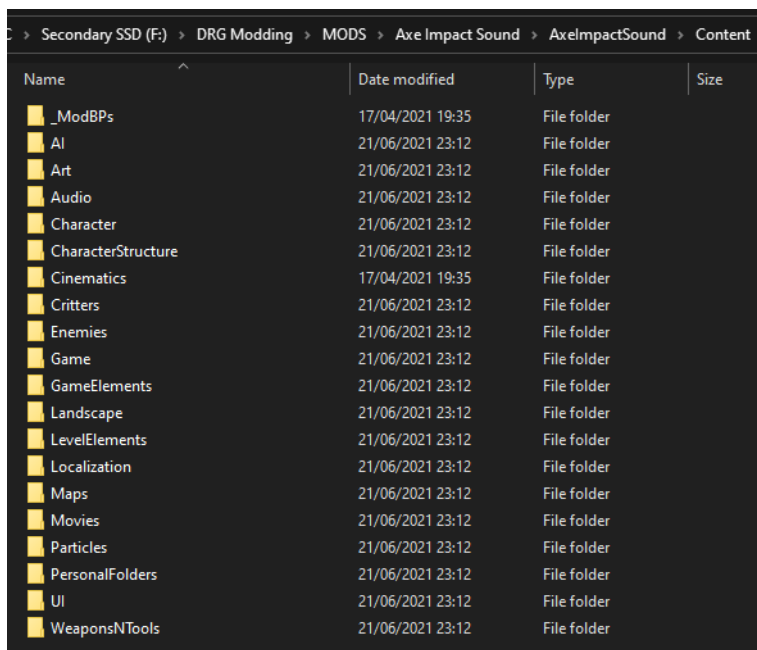 Secondary SSD (F:) > DRG Modding > MODS > Axe Impact Sound > AxeImpactSound > Content
Name Date modified Type Size
_ModBPs 17/04/2021 19:35 File folder
AI 21/06/2021 23:12 File folder
Art 21/06/2021 23:12 File folder
Audio 21/06/2021 23:12 File folder
Character 21/06/2021 23:12 File folder
CharacterStructure 21/06/2021 23:12 File folder
Cinematics 17/04/2021 19:35 File folder
Critters 21/06/2021 23:12 File folder
Enemies 21/06/2021 23:12 File folder
Game 21/06/2021 23:12 File folder
GameElements 21/06/2021 23:12 File folder
Landscape 21/06/2021 23:12 File folder
LevelElements 21/06/2021 23:12 File folder
Localization 21/06/2021 23:12 File folder
Maps 21/06/2021 23:12 File folder
Movies 21/06/2021 23:12 File folder
Particles 21/06/2021 23:12 File folder
PersonalFolders 21/06/2021 23:12 File folder
UI 21/06/2021 23:12 File folder
WeaponsNTools 21/06/2021 23:12 File folder